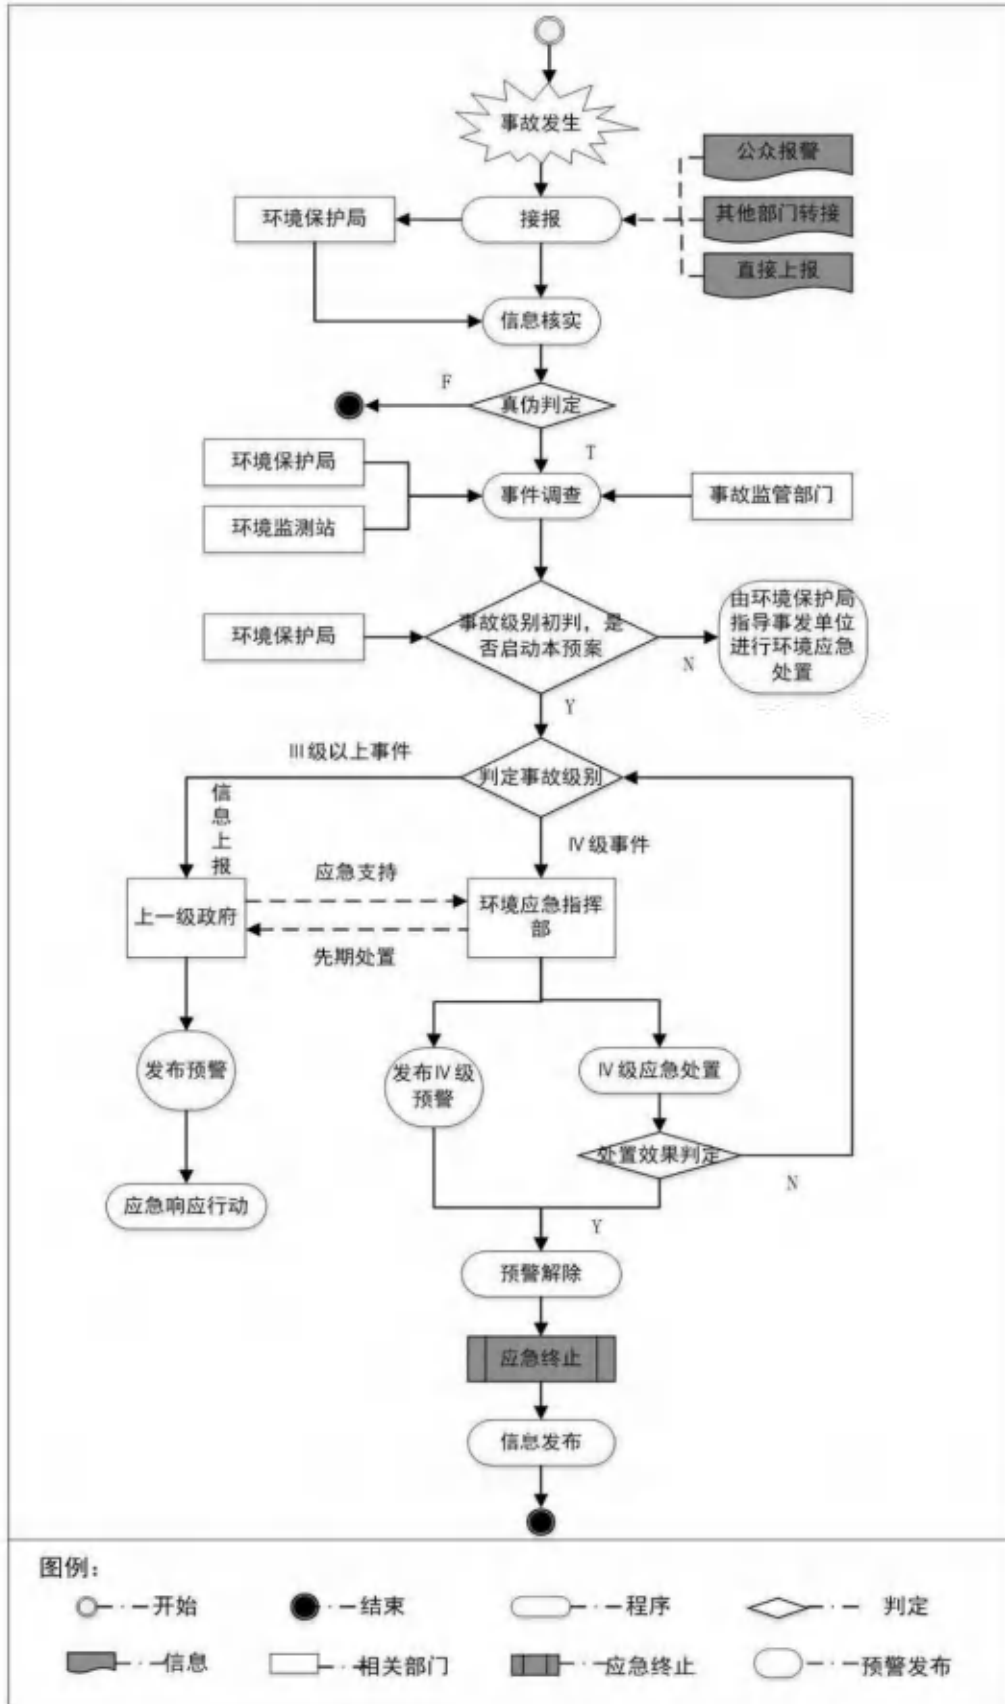 事故发生
公众报警
环境保护局
接报
其他部门转接
直接上报
信息核实
F
真伪判定
T
环境保护局
事件调查
事故监管部门
环境监测站
环境保护局
事故级别初判，是
否启动本预案
N
由环境保护局
指导事发单位
进行环境应急
处置
Y
III级以上事件
判定事故级别
信
息
上
报
IV级事件
应急支持
上一级政府
环境应急指挥
部
先期处置
发布预警
发布IV级
预警
IV级应急处置
处置效果判定
N
应急响应行动
Y
预警解除
应急终止
信息发布
图例：
开始
结束
程序
判定
信息
相关部门
应急终止
预警发布